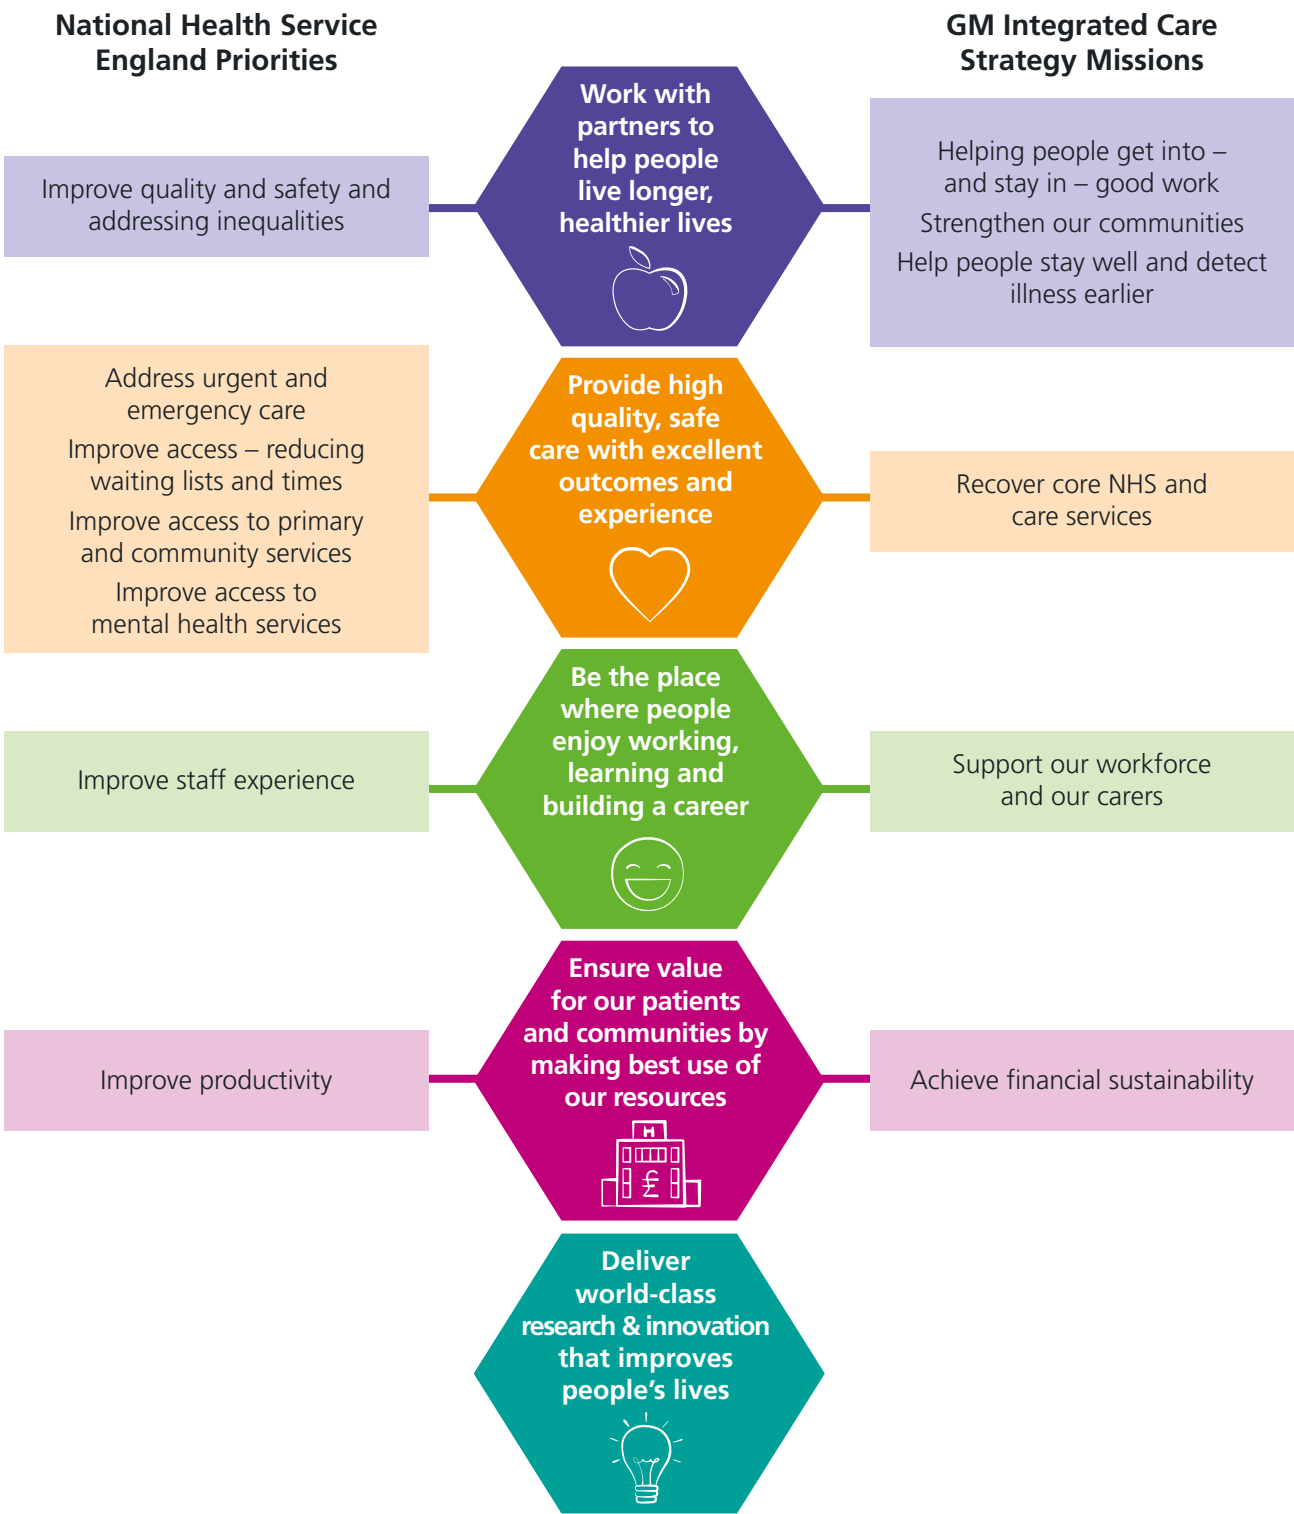 National Health Service
England Priorities
GM Integrated Care
Strategy Missions
Improve quality and safety and
addressing inequalities
Work with
partners to
help people
live longer,
healthier lives
Helping people get into –
and stay in – good work
Strengthen our communities
Help people stay well and detect
illness earlier
Address urgent and
emergency care
Improve access – reducing
waiting lists and times
Improve access to primary
and community services
Improve access to
mental health services
Provide high
quality, safe
care with excellent
outcomes and
experience
Recover core NHS and
care services
Improve staff experience
Be the place
where people
enjoy working,
learning and
building a career
Support our workforce
and our carers
Improve productivity
Ensure value
for our patients
and communities by
making best use of
our resources
H
£
Achieve financial sustainability
Deliver
world-class
research & innovation
that improves
people’s lives